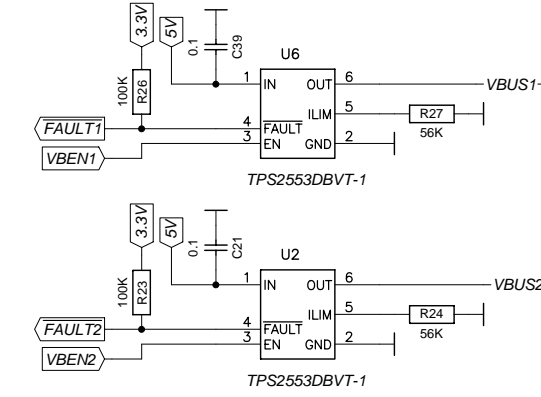 3.3V
5V
0.1
C39
U6
100K
R26
1 IN OUT 6
VBUS1
ILIM 5
R27
56K
FAULT1
4 FAULT
3 EN GND 2
VBEN1
TPS2553DBVT-1
3.3V
5V
0.1
C21
U2
100K
R23
1 IN OUT 6
VBUS2
ILIM 5
R24
56K
FAULT2
4 FAULT
3 EN GND 2
VBEN2
TPS2553DBVT-1